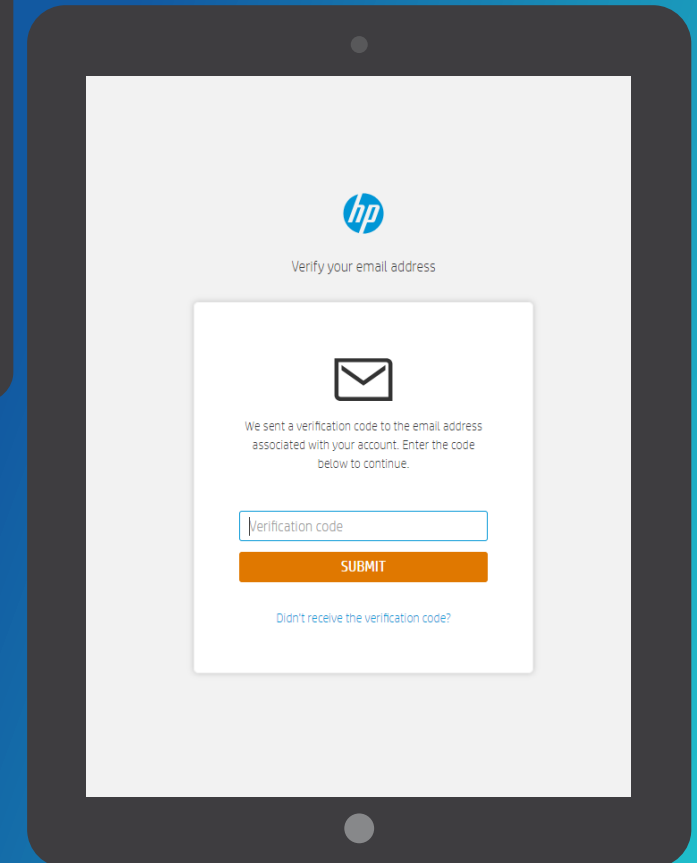 hp
Verify your email address
We sent a verification code to the email address
associated with your account. Enter the code
below to continue.
Verification code
SUBMIT
Didn't receive the verification code?